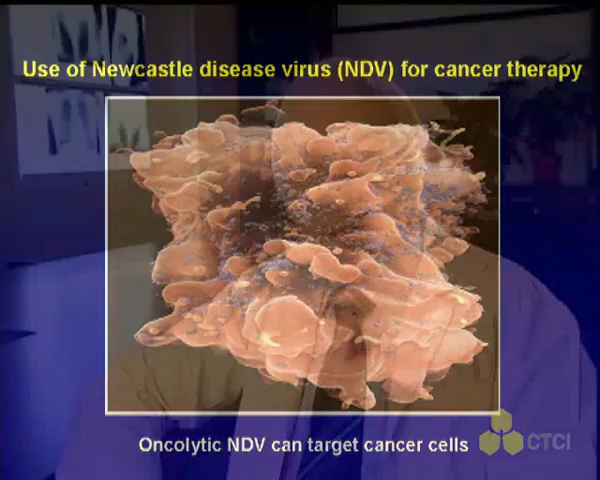 Use of Newcastle disease virus (NDV) for cancer therapy
Oncolytic NDV can target cancer cells
CTCI